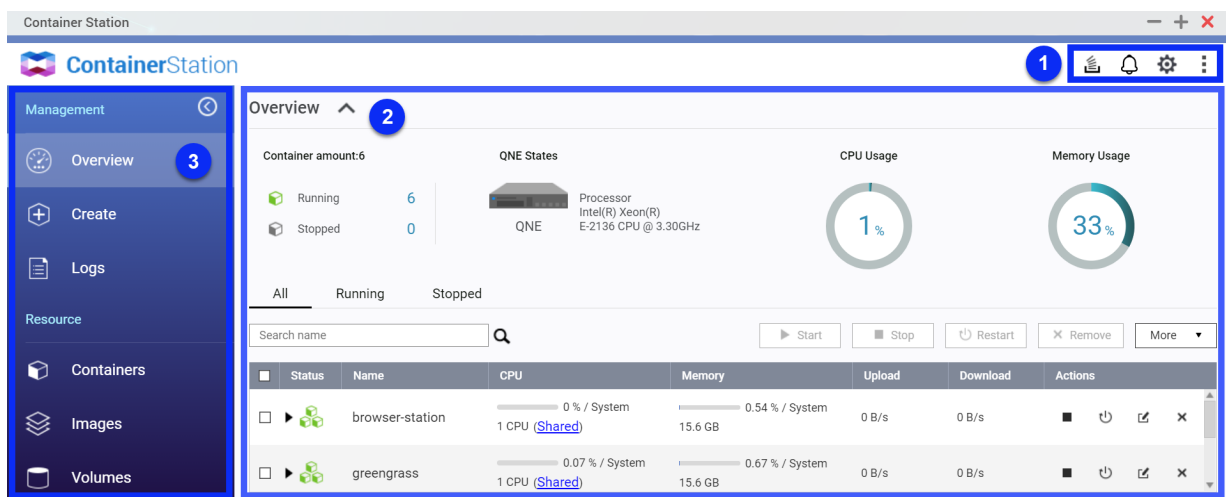 Container Station
ContainerStation
1
Management
Overview
3
Create
Logs
Resource
Containers
Images
Volumes
Overview
2
Container amount:6
QNE States
CPU Usage
Memory Usage
Running 6
Stopped 0
QNE
Processor
Intel(R) Xeon(R)
E-2136 CPU @ 3.30GHz
1 %
33 %
All Running Stopped
Search name
Start Stop Restart Remove More
Status Name CPU Memory Upload Download Actions
browser-station 0 % / System 0.54 % / System 0 B/s 0 B/s
1 CPU (Shared) 15.6 GB
greengrass 0.07 % / System 0.67 % / System 0 B/s 0 B/s
1 CPU (Shared) 15.6 GB